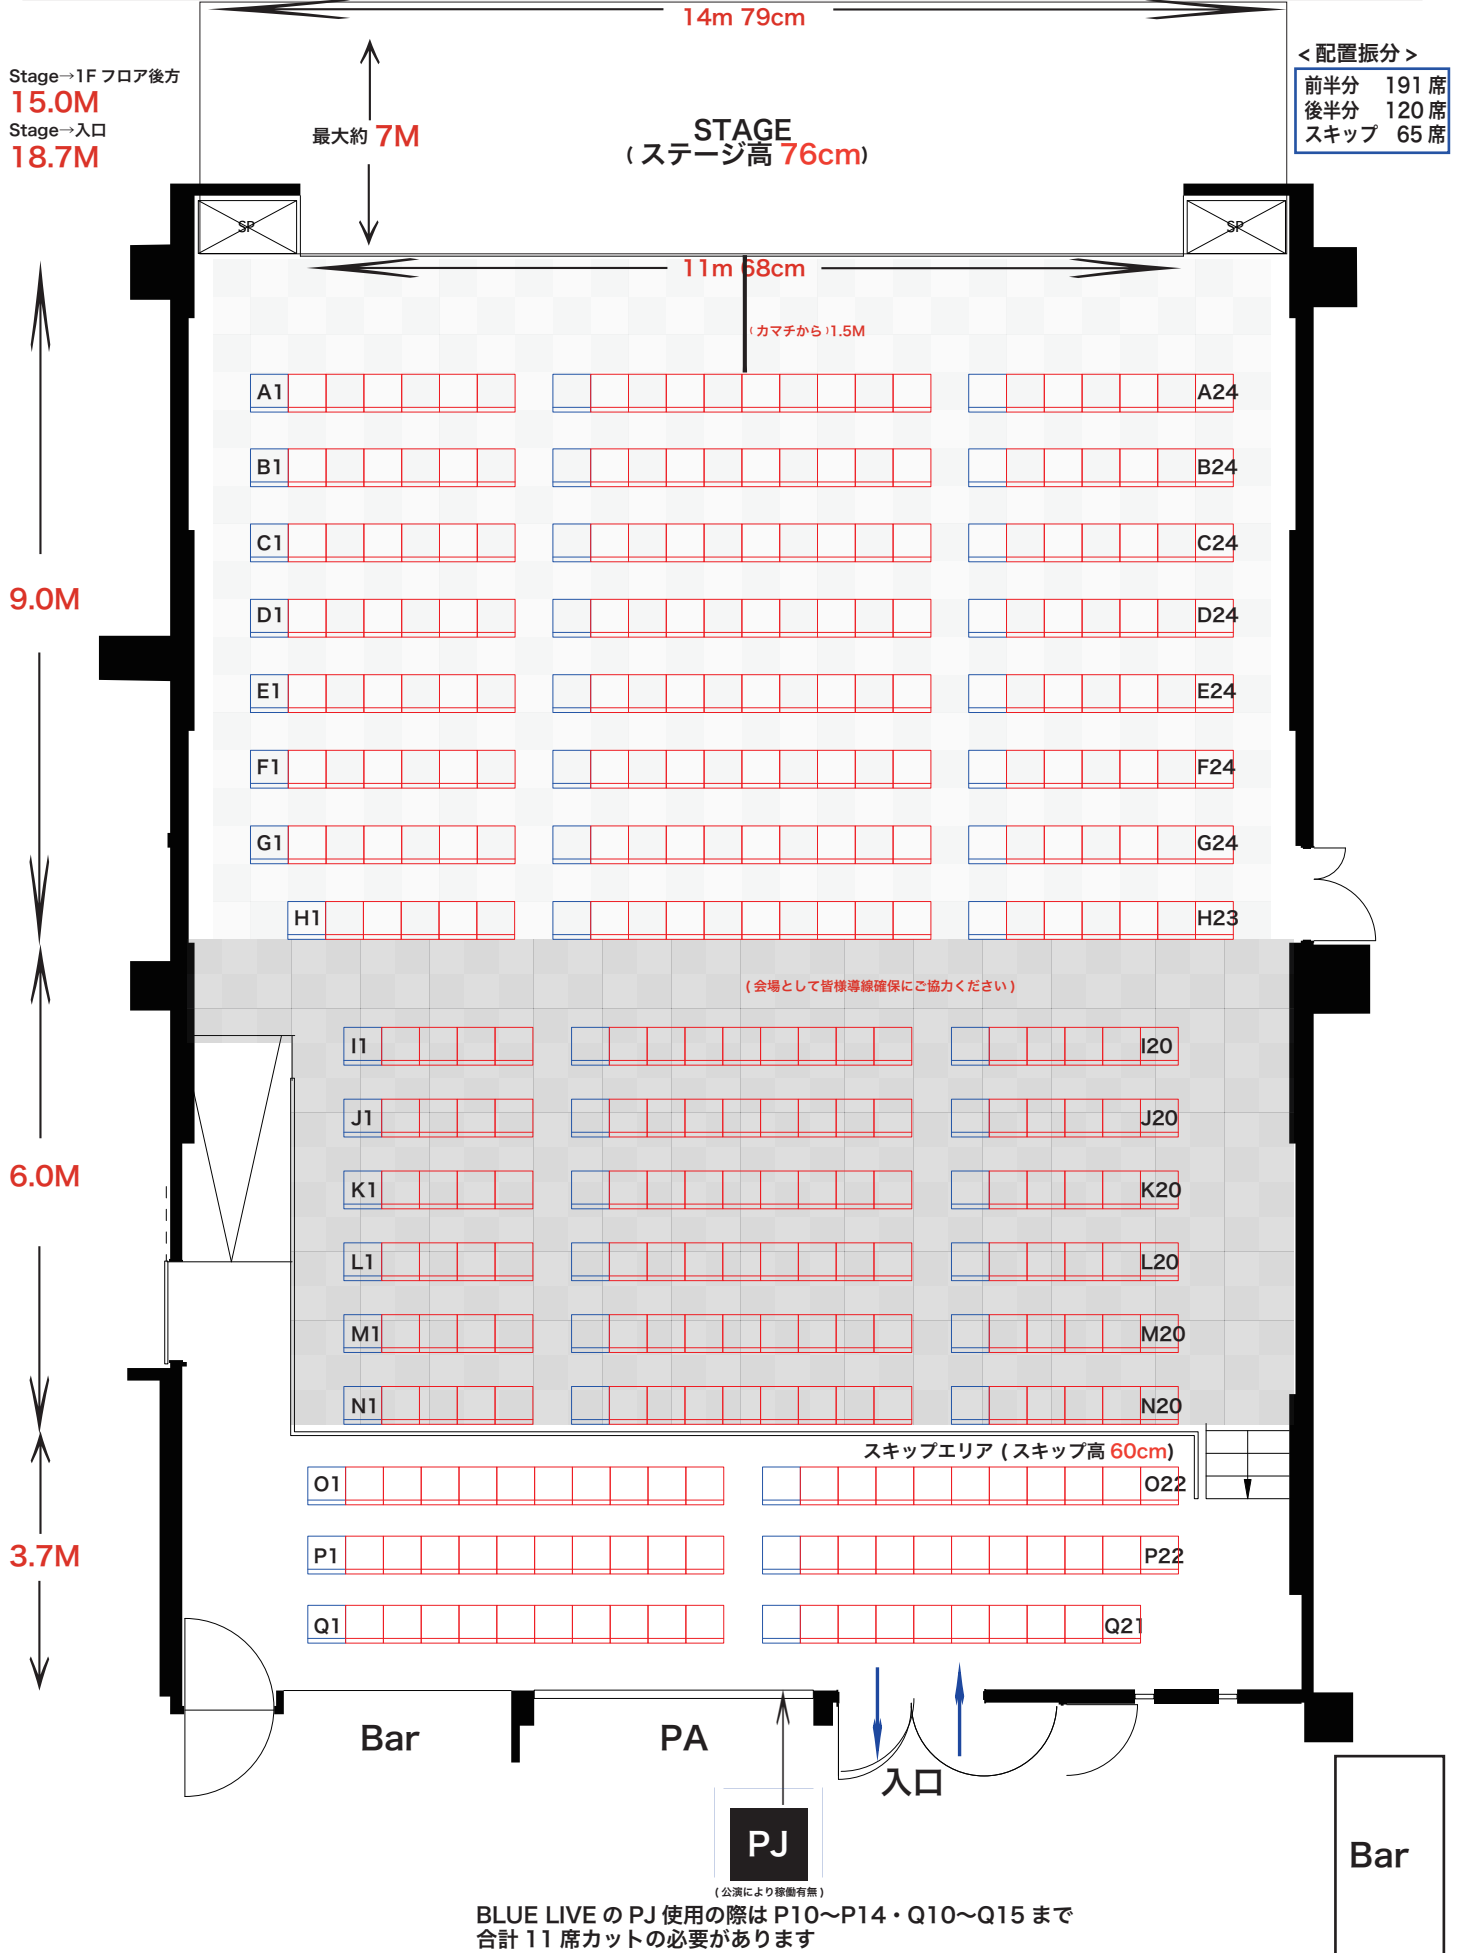 14m 79cm
Stage→1F フロア後方
15.0M
Stage→入口
18.7M
最大約 7M
STAGE
( ステージ高 76cm)
< 配置振分 >
前半分 191 席
後半分 120 席
スキップ 65 席
SP
SP
11m 68cm
( カマチから )1.5M
A1 A24
B1 B24
C1 C24
D1 D24
9.0M
E1 E24
F1 F24
G1 G24
H1 H23
( 会場として皆様導線確保にご協力ください )
I1 I20
J1 J20
6.0M
K1 K20
L1 L20
M1 M20
N1 N20
スキップエリア ( スキップ高 60cm)
O1 O22
3.7M
P1 P22
Q1 Q21
Bar
PA
入口
PJ
( 公演により稼働有無 )
Bar
BLUE LIVE の PJ 使用の際は P10〜P14・Q10〜Q15 まで
合計 11 席カットの必要があります